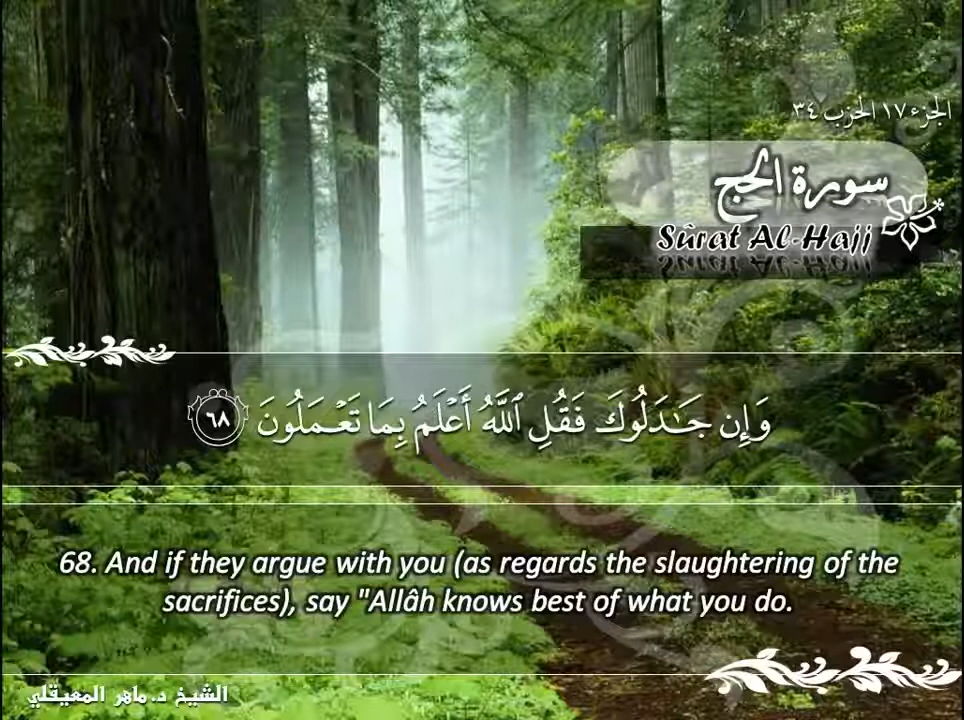 الجزء ١٧ الحزب ٣٤
سورة الحج
Sûrat Al-Hajj
وَإِن جَـٰدَلُوكَ فَقُلِ ٱللَّهُ أَعْلَمُ بِمَا تَعْمَلُونَ ٦٨
68. And if they argue with you (as regards the slaughtering of the
sacrifices), say "Allâh knows best of what you do.
الشيخ د. ماهر المعيقلي